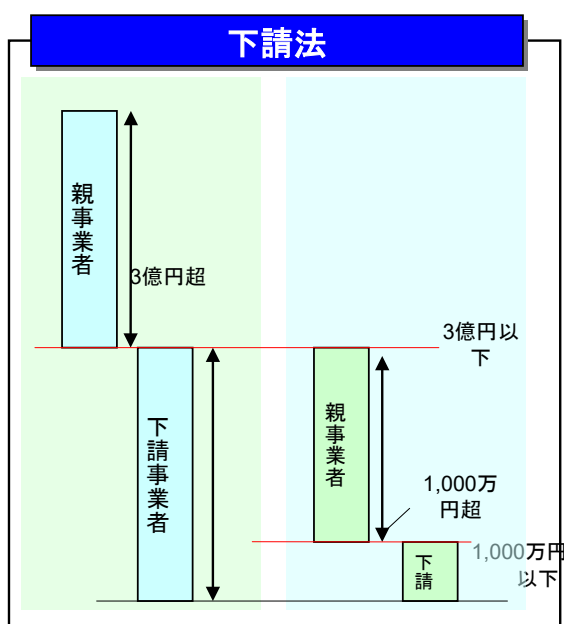 下請法
親事業者
3億円超
下請事業者
3億円以
下
親事業者
1,000万
円超
1,000万円
以下
下請